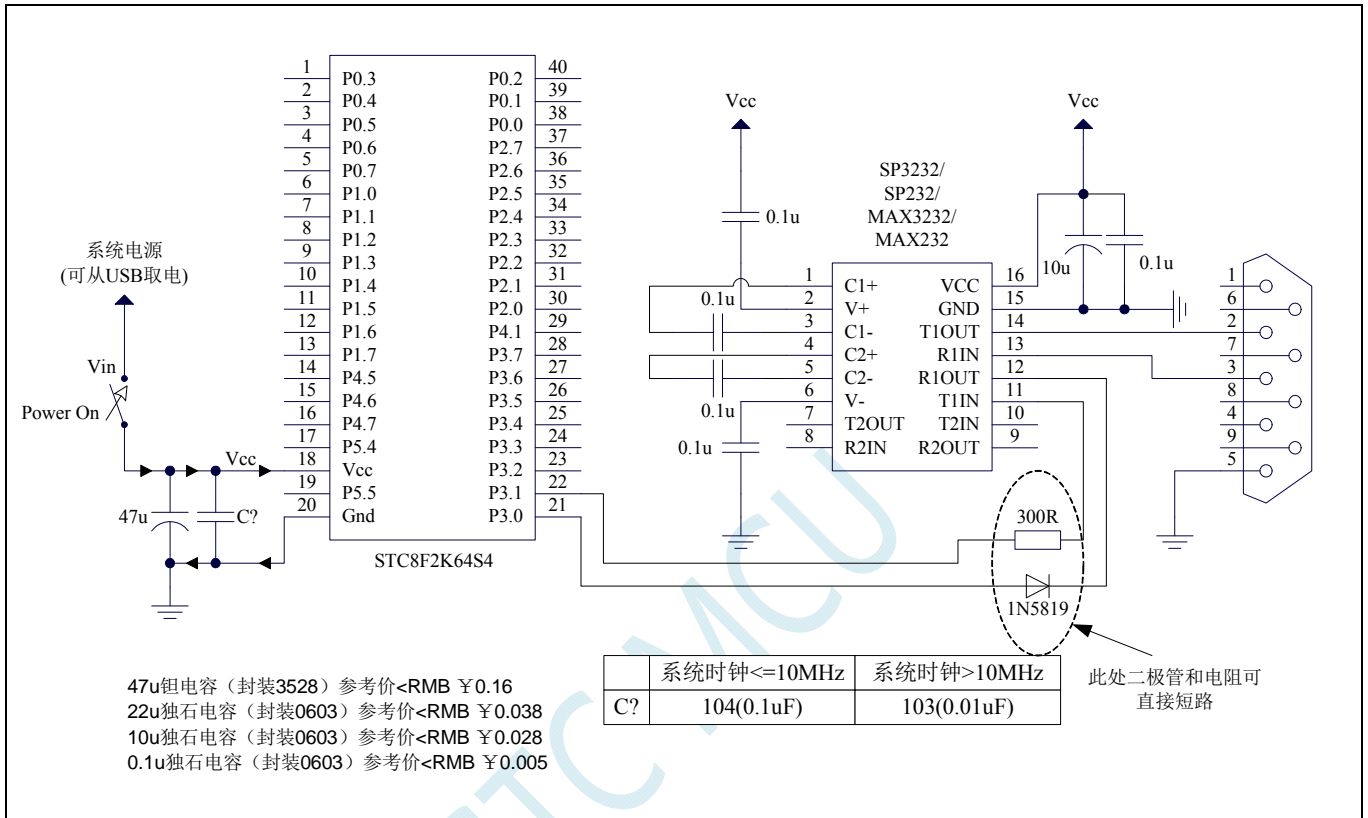 1 P0.3 P0.2 40
2 P0.4 P0.1 39
3 P0.5 P0.0 38
4 P0.6 P2.7 37
5 P0.7 P2.6 36
6 P1.0 P2.5 35
7 P1.1 P2.4 34
8 P1.2 P2.3 33
9 P1.3 P2.2 32
10 P1.4 P2.1 31
11 P1.5 P2.0 30
12 P1.6 P4.1 29
13 P1.7 P3.7 28
14 P4.5 P3.6 27
15 P4.6 P3.5 26
16 P4.7 P3.4 25
17 P5.4 P3.3 24
18 Vcc P3.2 23
19 P5.5 P3.1 22
20 Gnd P3.0 21
STC8F2K64S4
系统电源
(可从USB取电)
Vin
Power On
Vcc
47u
C?
Vcc
0.1u
0.1u
0.1u
0.1u
SP3232/
SP232/
MAX3232/
MAX232
1 C1+ VCC 16
2 V+ GND 15
3 C1- T1OUT 14
4 C2+ R1IN 13
5 C2- R1OUT 12
6 V- T1IN 11
7 T2OUT T2IN 10
8 R2IN R2OUT 9
Vcc
10u
0.1u
1
6
2
7
3
8
4
9
5
300R
1N5819
此处二极管和电阻可
直接短路
系统时钟<=10MHz 系统时钟>10MHz
C? 104(0.1uF) 103(0.01uF)
47u钽电容（封装3528）参考价<RMB ￥0.16
22u独石电容（封装0603）参考价<RMB ￥0.038
10u独石电容（封装0603）参考价<RMB ￥0.028
0.1u独石电容（封装0603）参考价<RMB ￥0.005
STC MCU